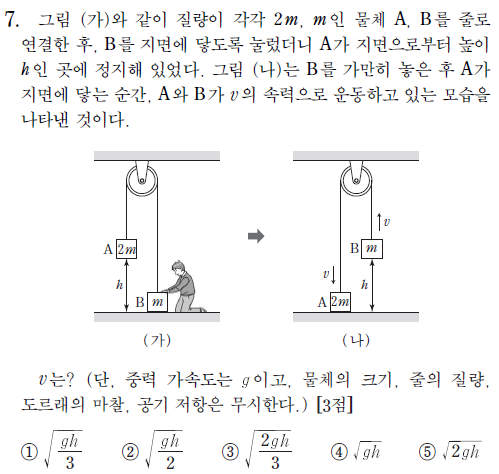 7. 그림 (가)와 같이 질량이 각각 2m, m인 물체 A, B를 줄로
연결한 후, B를 지면에 닿도록 눌렀더니 A가 지면으로부터 높이
h인 곳에 정지해 있었다. 그림 (나)는 B를 가만히 놓은 후 A가
지면에 닿는 순간, A와 B가 v의 속력으로 운동하고 있는 모습을
나타낸 것이다.
A 2m
h
B m
(가)
v
B m
v
h
A 2m
(나)
v는? (단, 중력 가속도는 g이고, 물체의 크기, 줄의 질량,
도르래의 마찰, 공기 저항은 무시한다.) [3점]
① √(gh/3) ② √(gh/2) ③ √(2gh/3) ④ √gh ⑤ √2gh